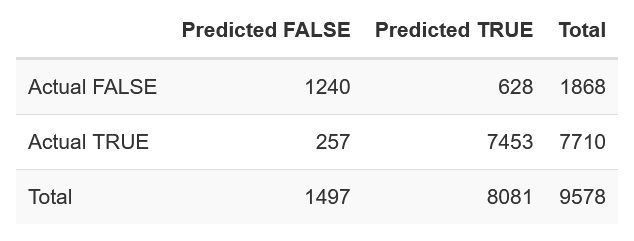 Predicted FALSE Predicted TRUE Total
Actual FALSE 1240 628 1868
Actual TRUE 257 7453 7710
Total 1497 8081 9578